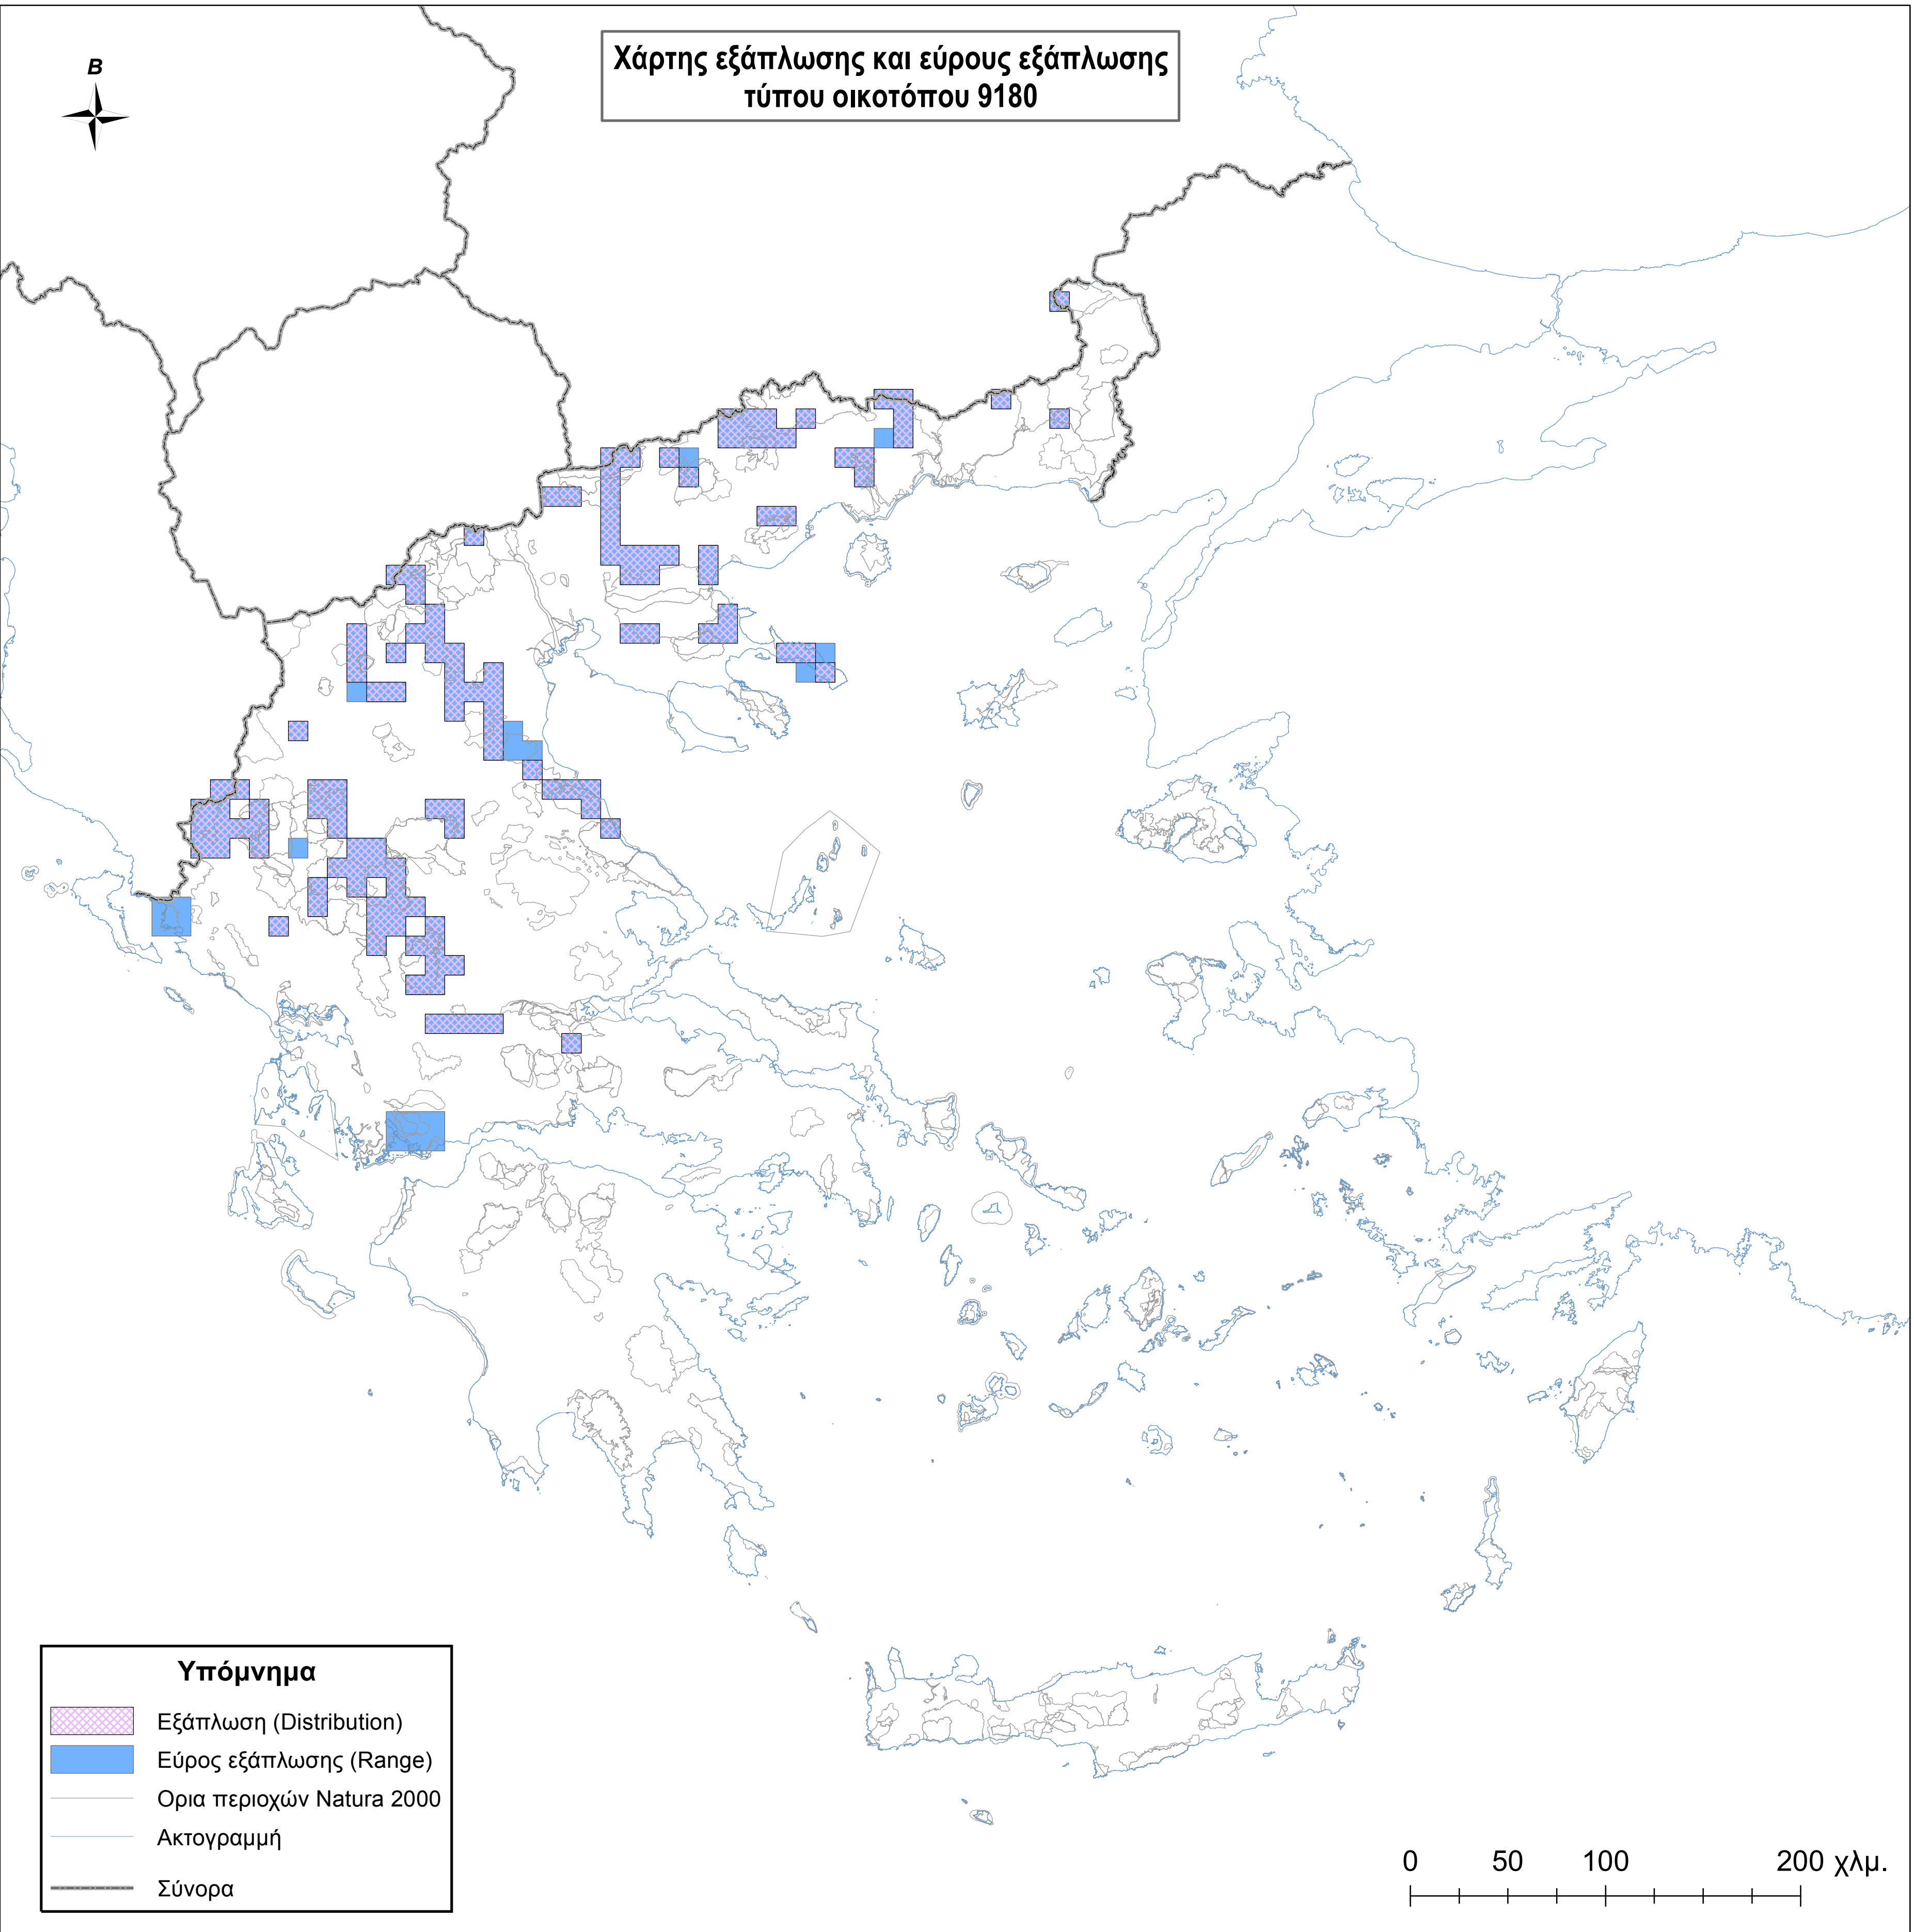 Β
Χάρτης εξάπλωσης και εύρους εξάπλωσης
τύπου οικοτόπου 9180
Υπόμνημα
Εξάπλωση (Distribution)
Εύρος εξάπλωσης (Range)
Ορια περιοχών Natura 2000
Ακτογραμμή
Σύνορα
0 50 100 200 χλμ.